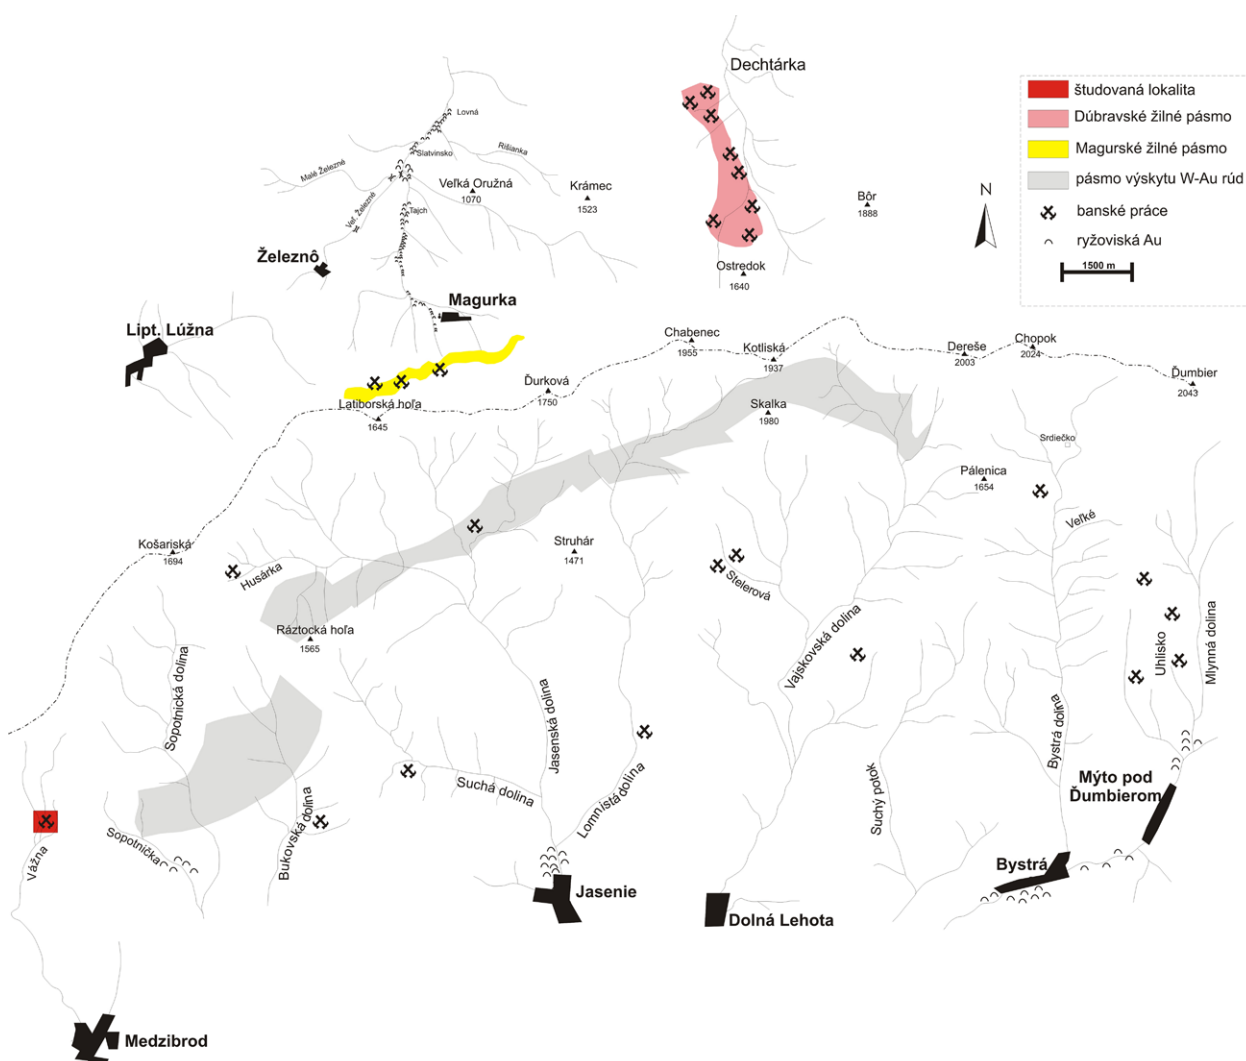 Dechtárka
študovaná lokalita
Dúbravské žilné pásmo
Magurské žilné pásmo
pásmo výskytu W-Au rúd
banské práce
ryžoviská Au
1500 m
N
Lovná
Slatvinsko
Rišianka
Malé Železné
Veľ. Železné
Tajch
Veľká Oružná
1070
Krámec
1523
Bôr
1888
Železnô
Ostredok
1640
Magurka
Lipt. Lúžna
Chabenec
1955
Kotliská
1937
Dereše
2003
Chopok
2024
Ďumbier
2043
Ďurková
1750
Latiborská hoľa
1645
Skalka
1980
Srdiečko
Pálenica
1654
Veľké
Košariská
1694
Husárka
Struhár
1471
Stelerová
Ráztocká hoľa
1565
Sopotnická dolina
Vajskovská dolina
Uhlisko
Mlynná dolina
Jasenská dolina
Bystrá dolina
Suchá dolina
Lomnistá dolina
Suchý potok
Mýto pod
Ďumbierom
Bukovská dolina
Sopotnička
Vážna
Bystrá
Jasenie
Dolná Lehota
Medzibrod